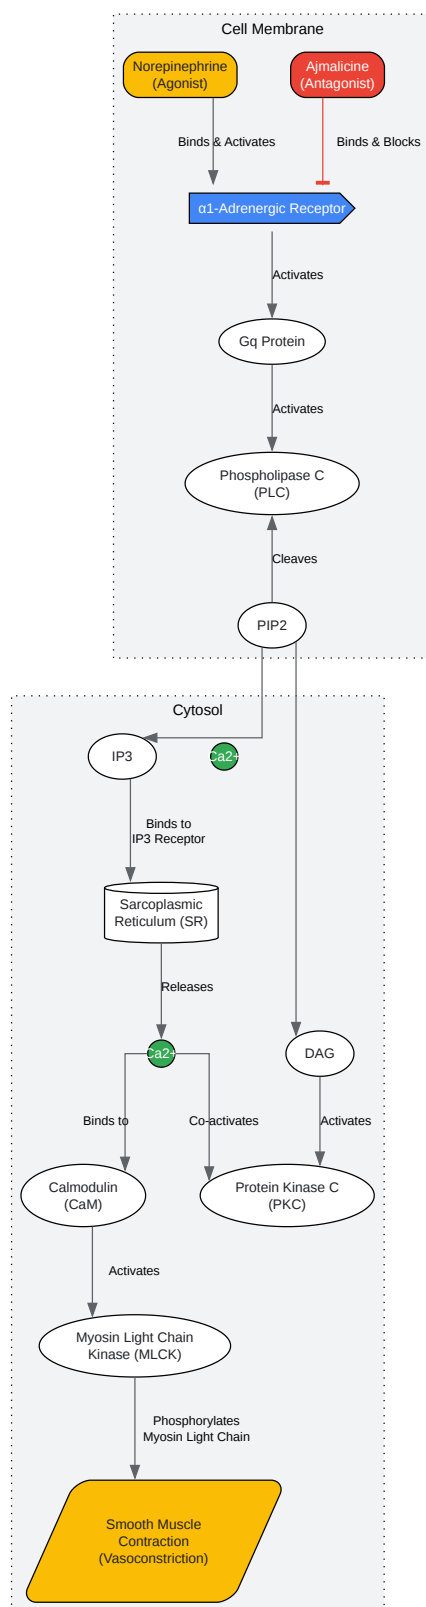 Cell Membrane
Norepinephrine
(Agonist)
Ajmalicine
(Antagonist)
Binds & Activates
Binds & Blocks
α1-Adrenergic Receptor
Activates
Gq Protein
Activates
Phospholipase C
(PLC)
Cleaves
PIP2
Cytosol
IP3
Ca2+
Binds to
IP3 Receptor
Sarcoplasmic
Reticulum (SR)
Releases
Ca2+
DAG
Binds to
Co-activates
Activates
Calmodulin
(CaM)
Protein Kinase C
(PKC)
Activates
Myosin Light Chain
Kinase (MLCK)
Phosphorylates
Myosin Light Chain
Smooth Muscle
Contraction
(Vasoconstriction)